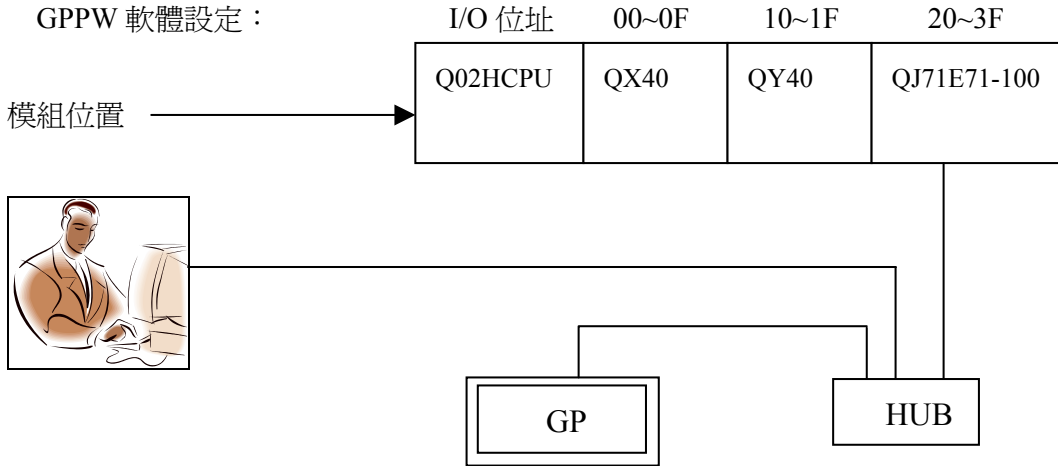 GPPW 軟體設定： I/O 位址 00~0F 10~1F 20~3F
Q02HCPU QX40 QY40 QJ71E71-100
模組位置
GP
HUB